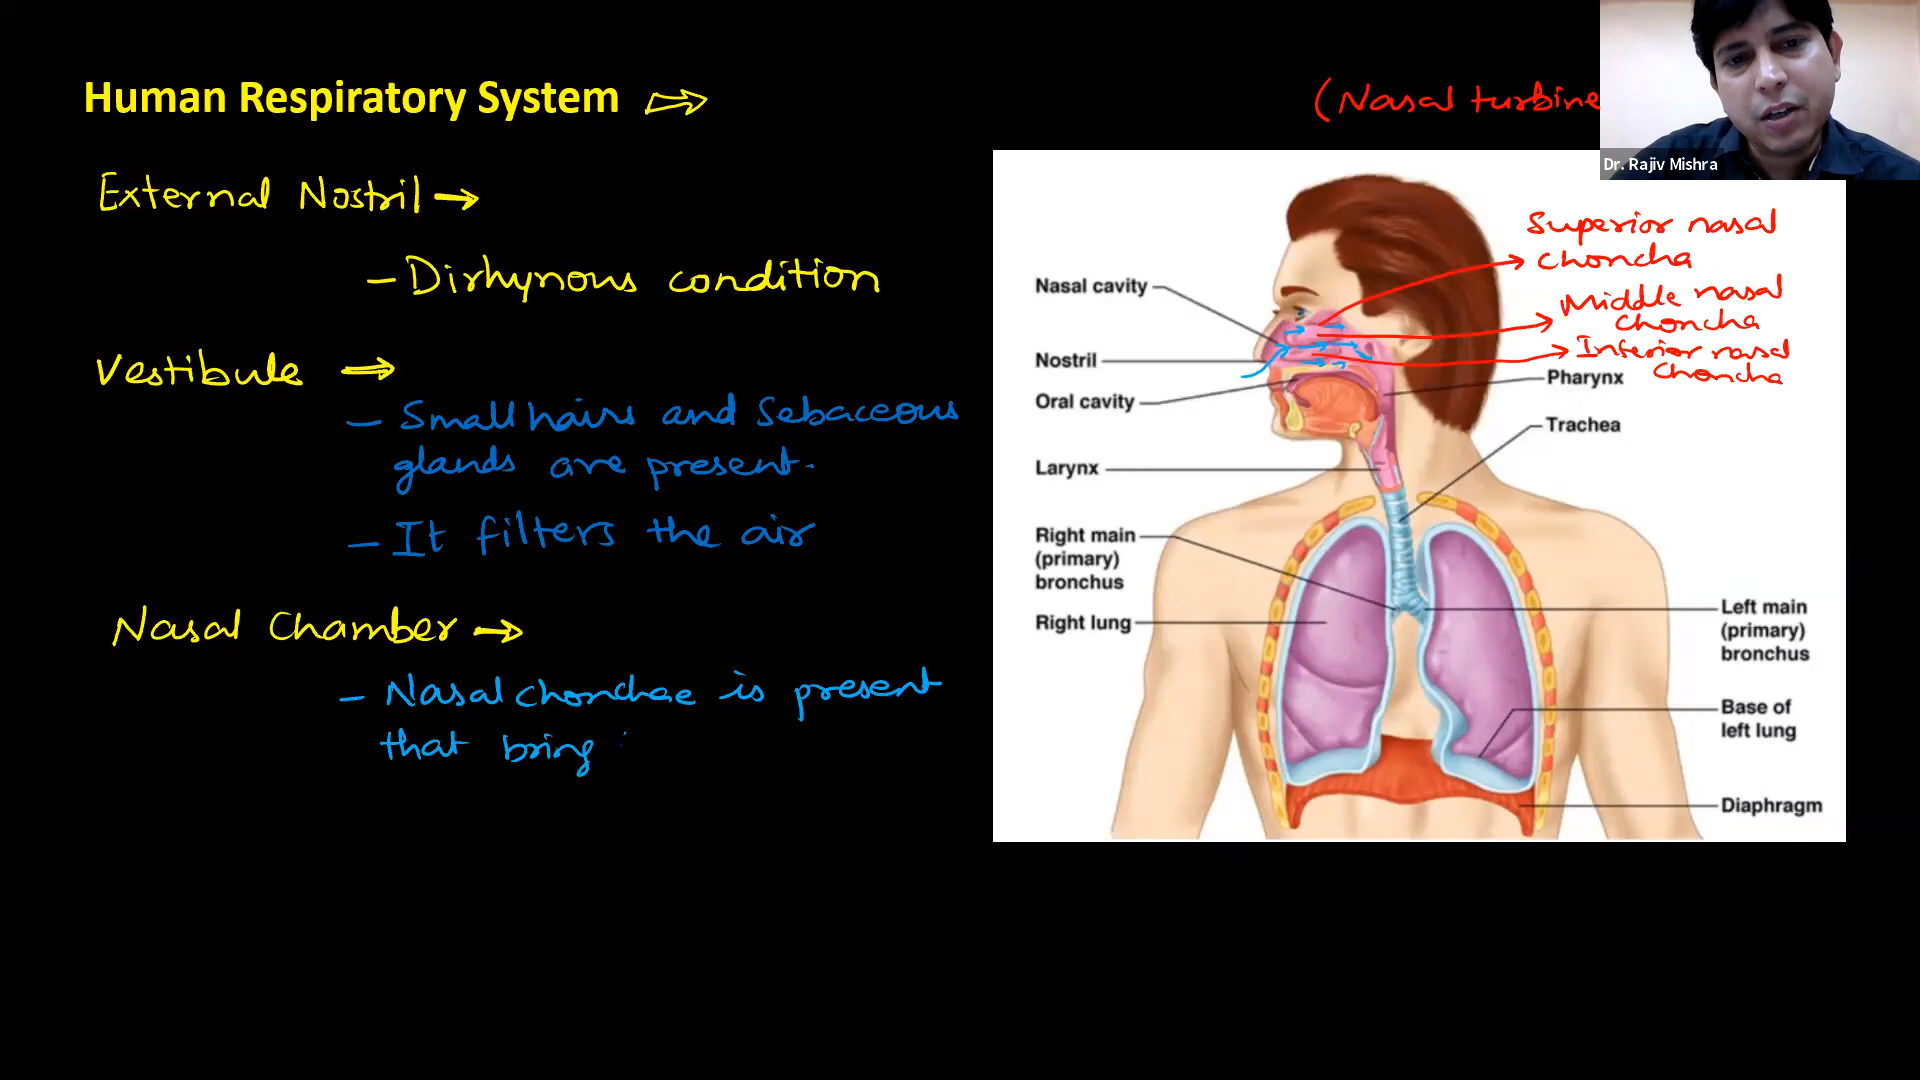 Human Respiratory System
(Nasal turbine
Dr. Rajiv Mishra
External Nostril →
- Dirhynous condition
Vestibule ⇒
- Small hairs and Sebaceous
glands are present.
- It filters the air
Nasal Chamber →
- Nasal chonchae is present
that bring
Superior nasal
choncha
Middle nasal
choncha
Inferior nasal
choncha
Nasal cavity
Nostril
Oral cavity
Larynx
Right main
(primary)
bronchus
Right lung
Pharynx
Trachea
Left main
(primary)
bronchus
Base of
left lung
Diaphragm